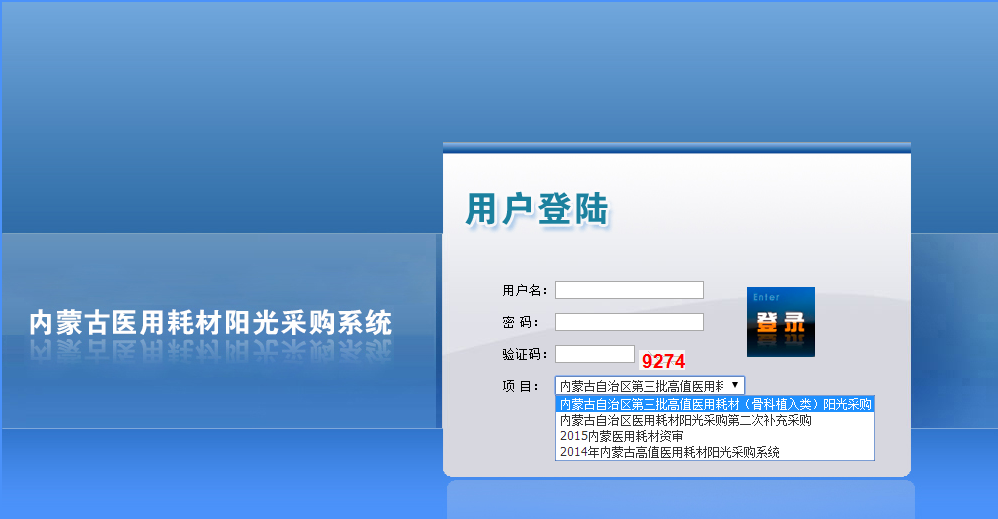 用户登陆
用户名：
Enter
登录
密 码：
内蒙古医用耗材阳光采购系统
验证码：
9274
项 目：
内蒙古自治区第三批高值医用耗
内蒙古自治区第三批高值医用耗材（骨科植入类）阳光采购
内蒙古自治区医用耗材阳光采购第二次补充采购
2015内蒙医用耗材资审
2014年内蒙古高值医用耗材阳光采购系统